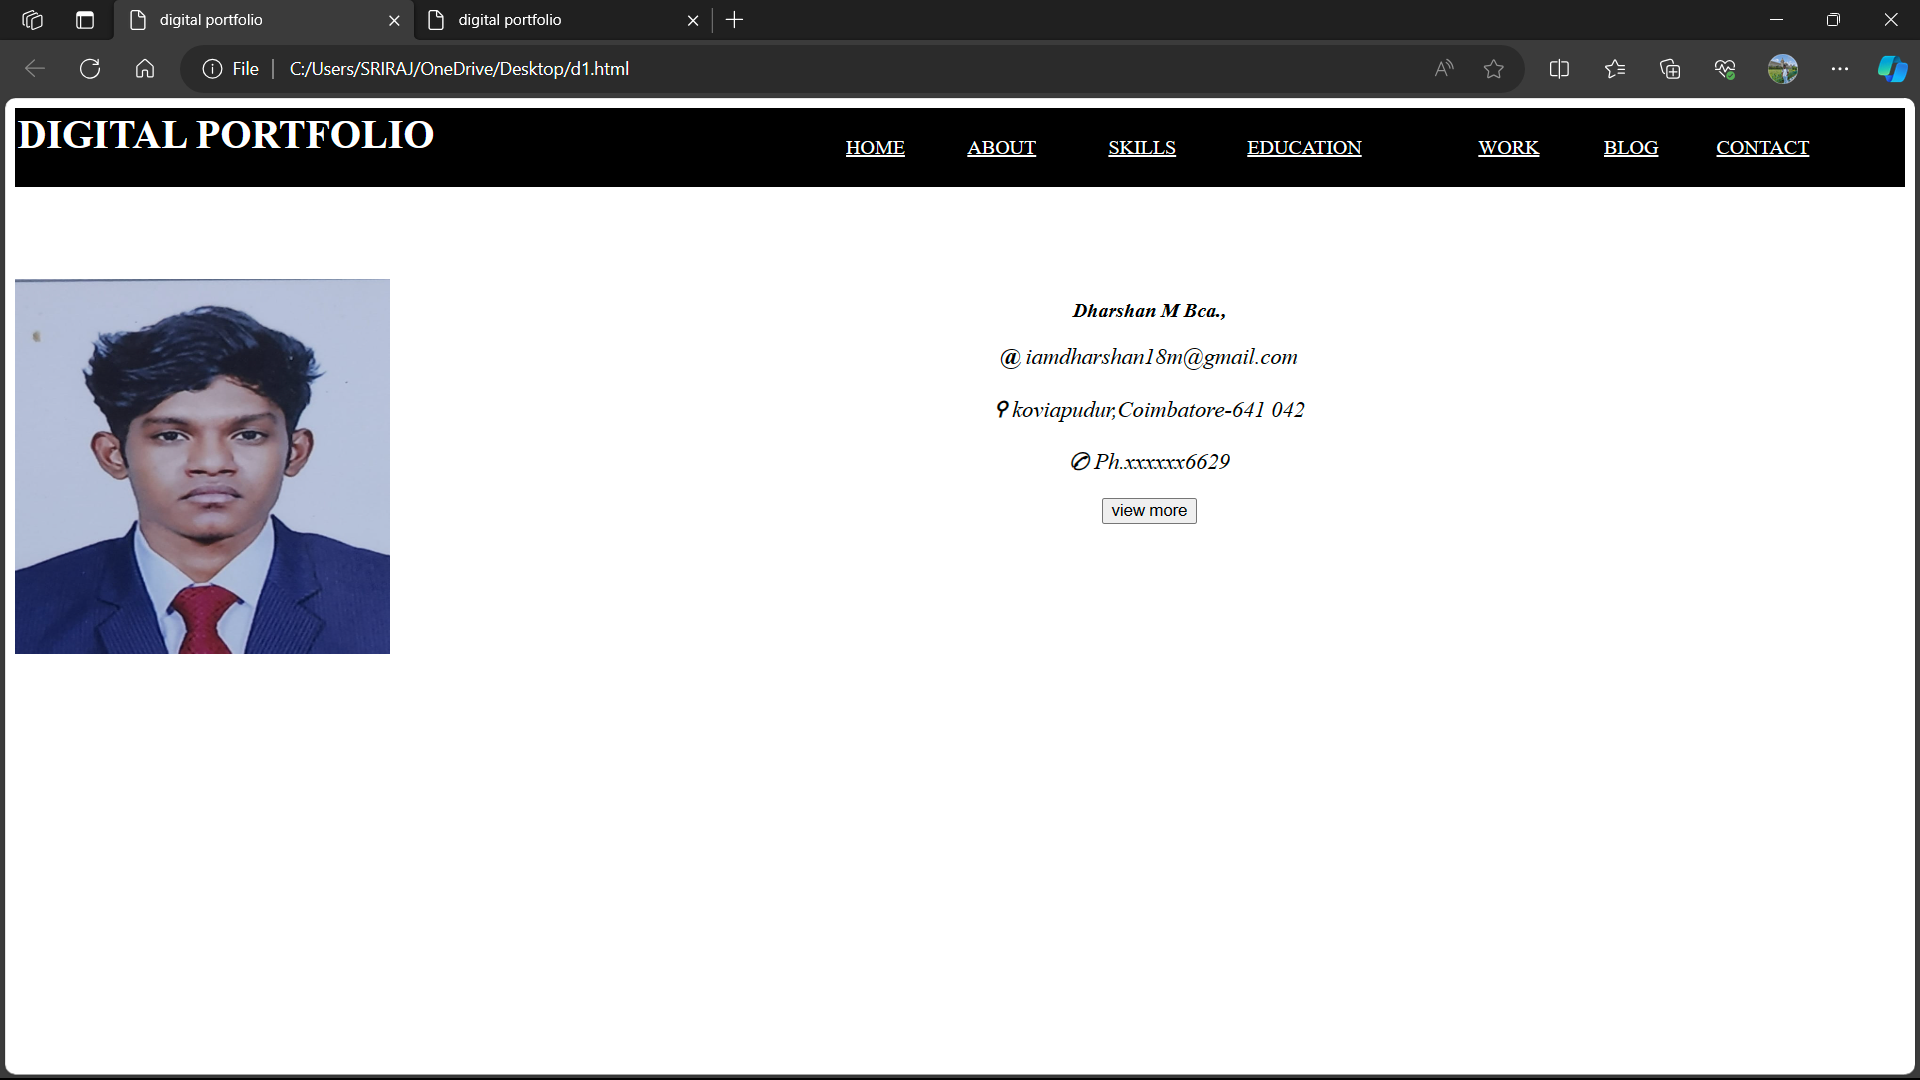 digital portfolio
digital portfolio
File
C:/Users/SRIRAJ/OneDrive/Desktop/d1.html
DIGITAL PORTFOLIO
HOME ABOUT SKILLS EDUCATION WORK BLOG CONTACT
Dharshan M Bca.,
@ iamdharshan18m@gmail.com
koviapudur,Coimbatore-641 042
✆ Ph.xxxxxx6629
view more